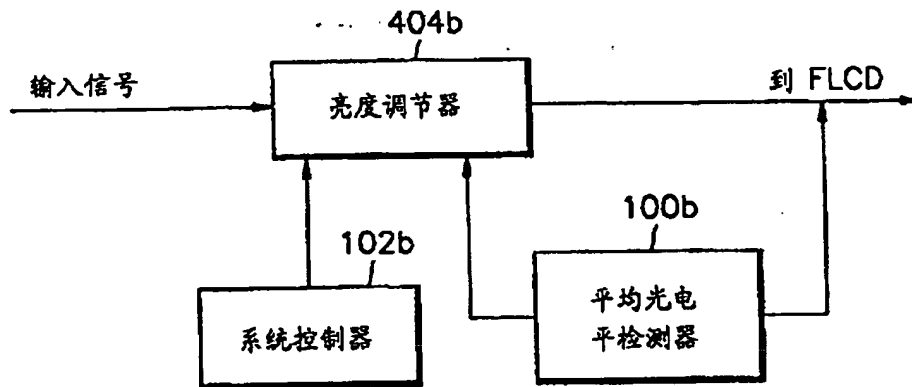 404b
输入信号
亮度调节器
到 FLCD
100b
102b
平均光电
平检测器
系统控制器